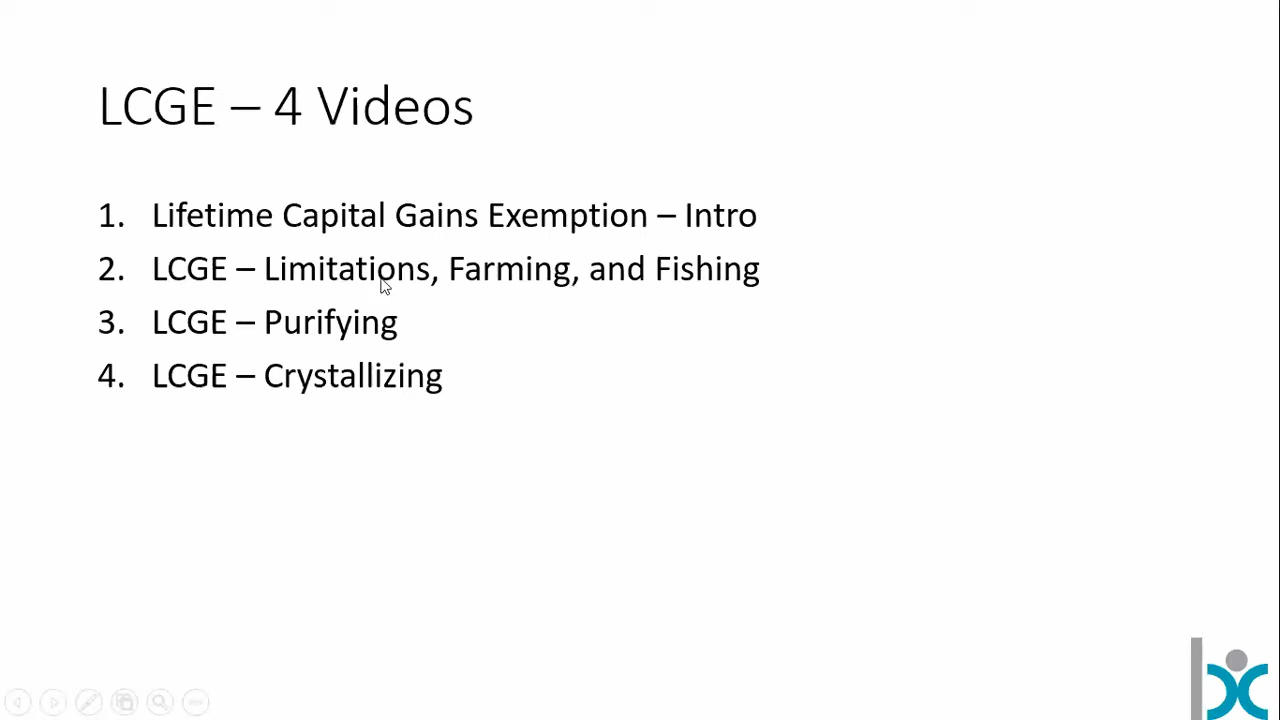 LCGE – 4 Videos
1. Lifetime Capital Gains Exemption – Intro
2. LCGE – Limitations, Farming, and Fishing
3. LCGE – Purifying
4. LCGE – Crystallizing